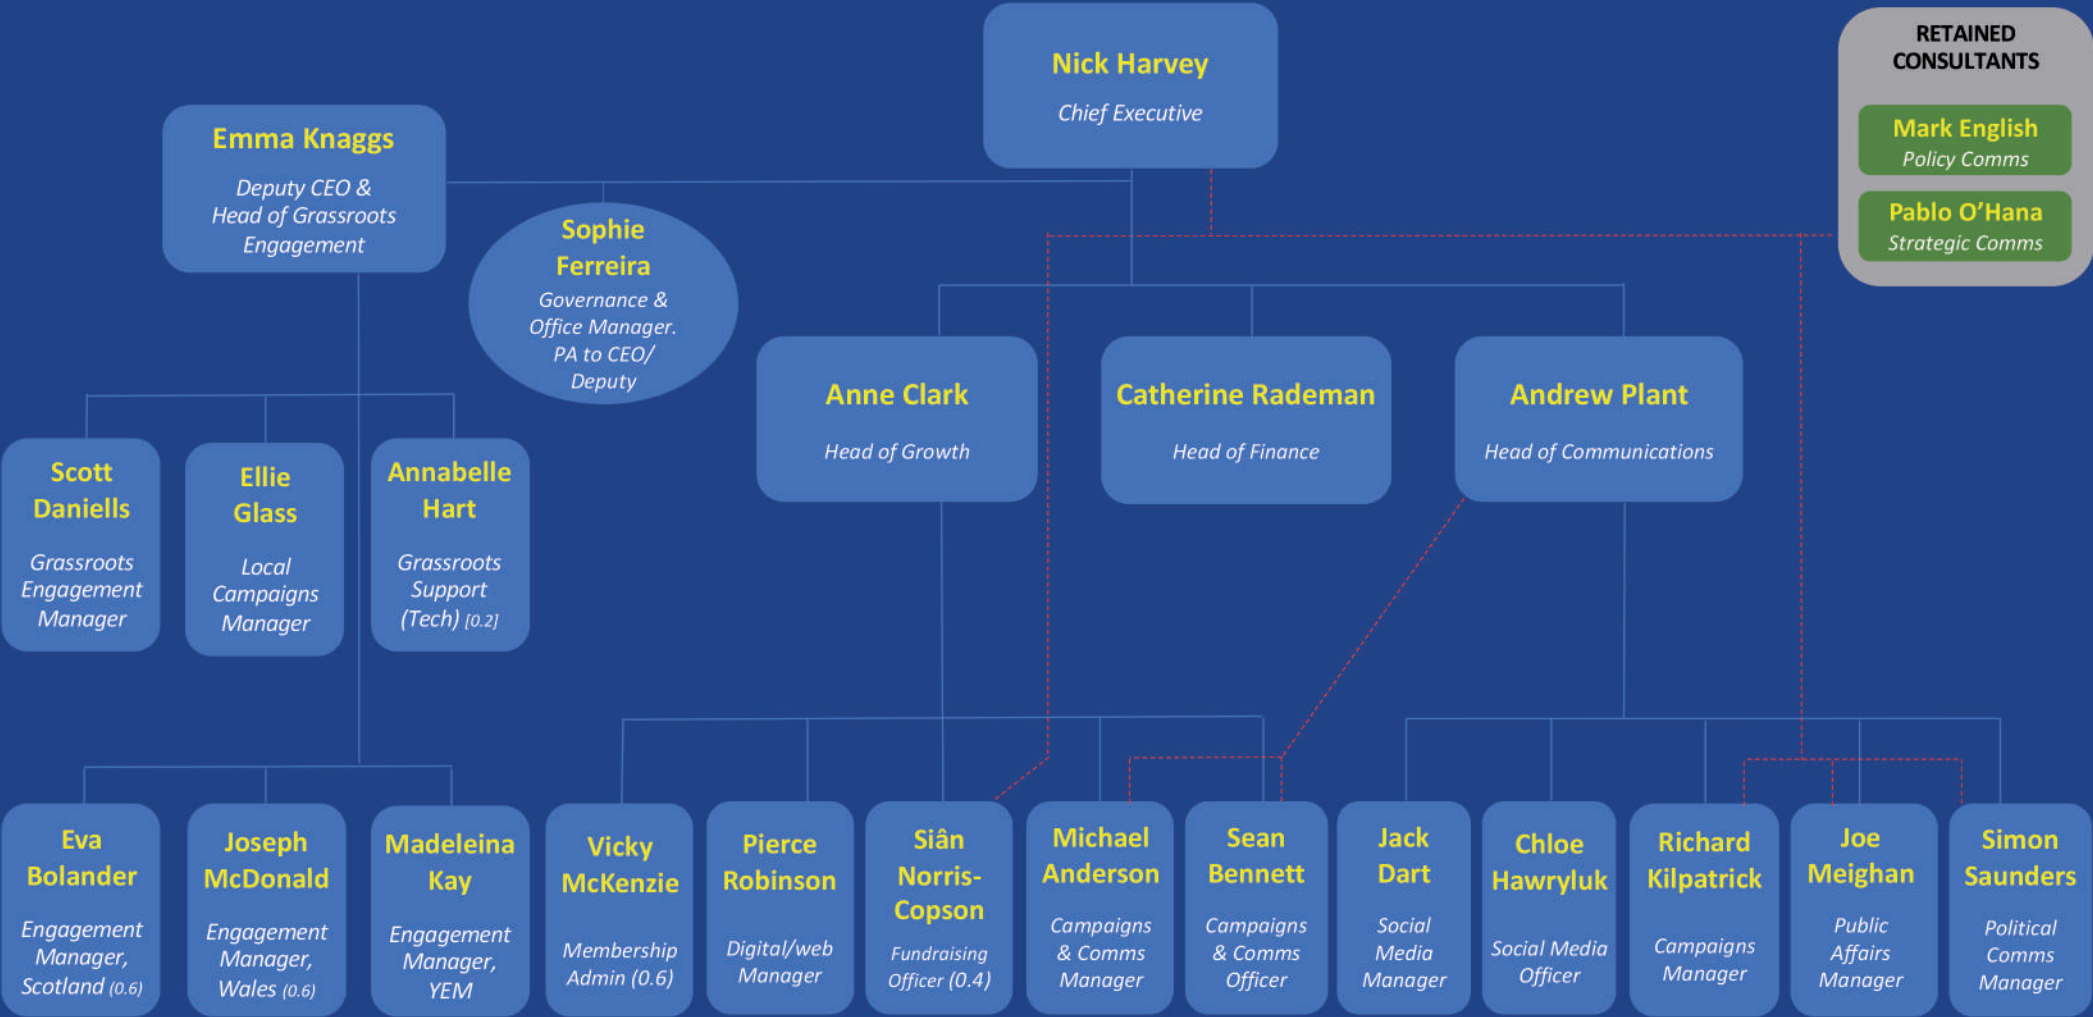 Nick Harvey
Chief Executive
RETAINED
CONSULTANTS
Mark English
Policy Comms
Pablo O’Hana
Strategic Comms
Emma Knaggs
Deputy CEO &
Head of Grassroots
Engagement
Sophie
Ferreira
Governance &
Office Manager.
PA to CEO/
Deputy
Anne Clark
Head of Growth
Catherine Rademan
Head of Finance
Andrew Plant
Head of Communications
Scott
Daniells
Grassroots
Engagement
Manager
Ellie
Glass
Local
Campaigns
Manager
Annabelle
Hart
Grassroots
Support
(Tech) [0.2]
Eva
Bolander
Engagement
Manager,
Scotland (0.6)
Joseph
McDonald
Engagement
Manager,
Wales (0.6)
Madeleina
Kay
Engagement
Manager,
YEM
Vicky
McKenzie
Membership
Admin (0.6)
Pierce
Robinson
Digital/web
Manager
Siân
Norris-
Copson
Fundraising
Officer (0.4)
Michael
Anderson
Campaigns
& Comms
Manager
Sean
Bennett
Campaigns
& Comms
Officer
Jack
Dart
Social
Media
Manager
Chloe
Hawryluk
Social Media
Officer
Richard
Kilpatrick
Campaigns
Manager
Joe
Meighan
Public
Affairs
Manager
Simon
Saunders
Political
Comms
Manager